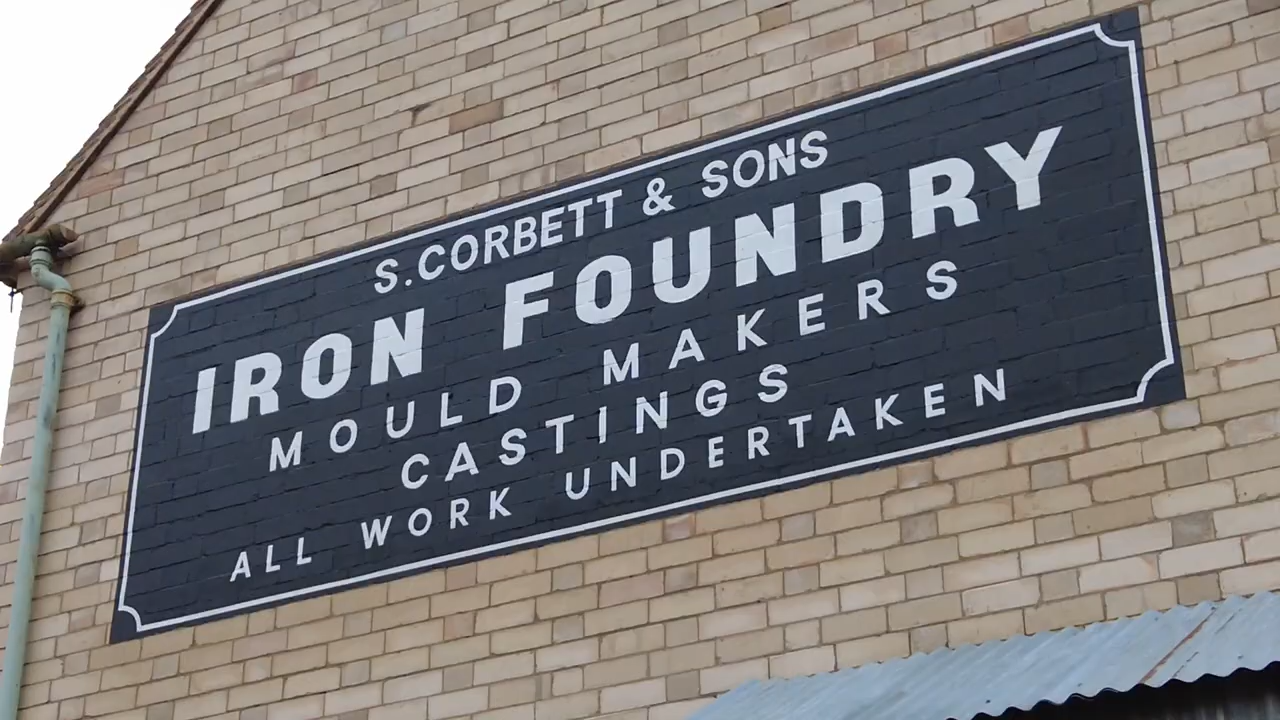 S.CORBETT & SONS
IRON FOUNDRY
MOULD MAKERS
CASTINGS
ALL WORK UNDERTAKEN